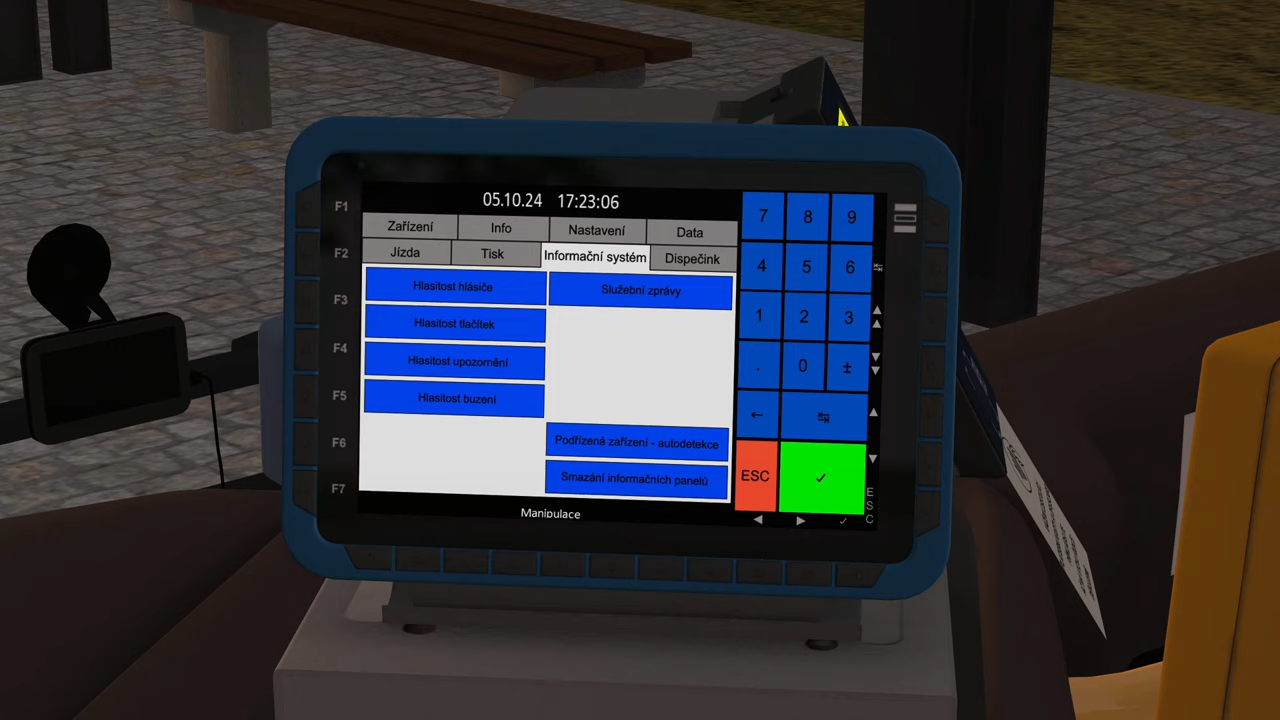 05.10.24 17:23:06
Zařízení Info Nastavení Data
Jízda Tisk Informační systém Dispečink
Hlasitost hlásiče
Služební zprávy
Hlasitost tlačítek
Hlasitost upozornění
Hlasitost buzení
Podřízená zařízení - autodetekce
Smazání informačních panelů
Manipulace
7 8 9
4 5 6
1 2 3
. 0 ±
← ↹
ESC ✓
F1
F2
F3
F4
F5
F6
F7
ESC